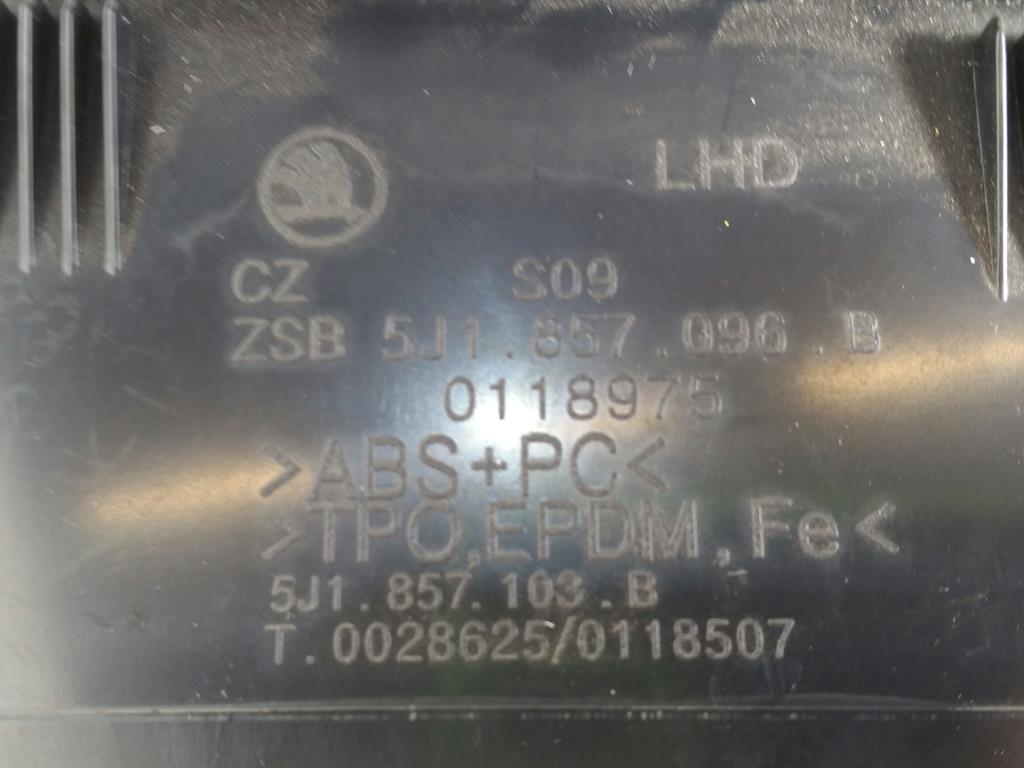 LHD
CZ S09
ZSB 5J1.857.096.B
0118975
>ABS+PC<
>TPO,EPDM,Fe<
5J1.857.103.B
T.0028625/0118507